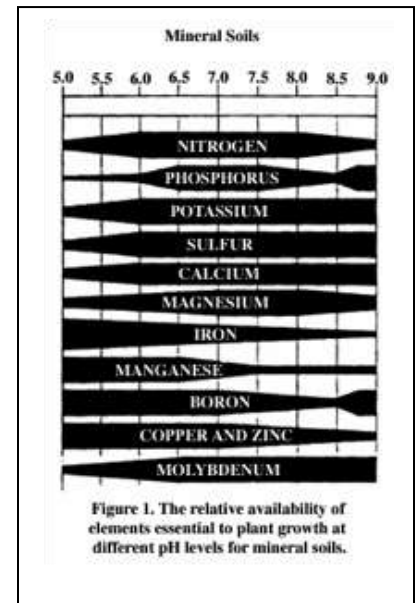 Mineral Soils
5.0 5.5 6.0 6.5 7.0 7.5 8.0 8.5 9.0
NITROGEN
PHOSPHORUS
POTASSIUM
SULFUR
CALCIUM
MAGNESIUM
IRON
MANGANESE
BORON
COPPER AND ZINC
MOLYBDENUM
Figure 1. The relative availability of
elements essential to plant growth at
different pH levels for mineral soils.